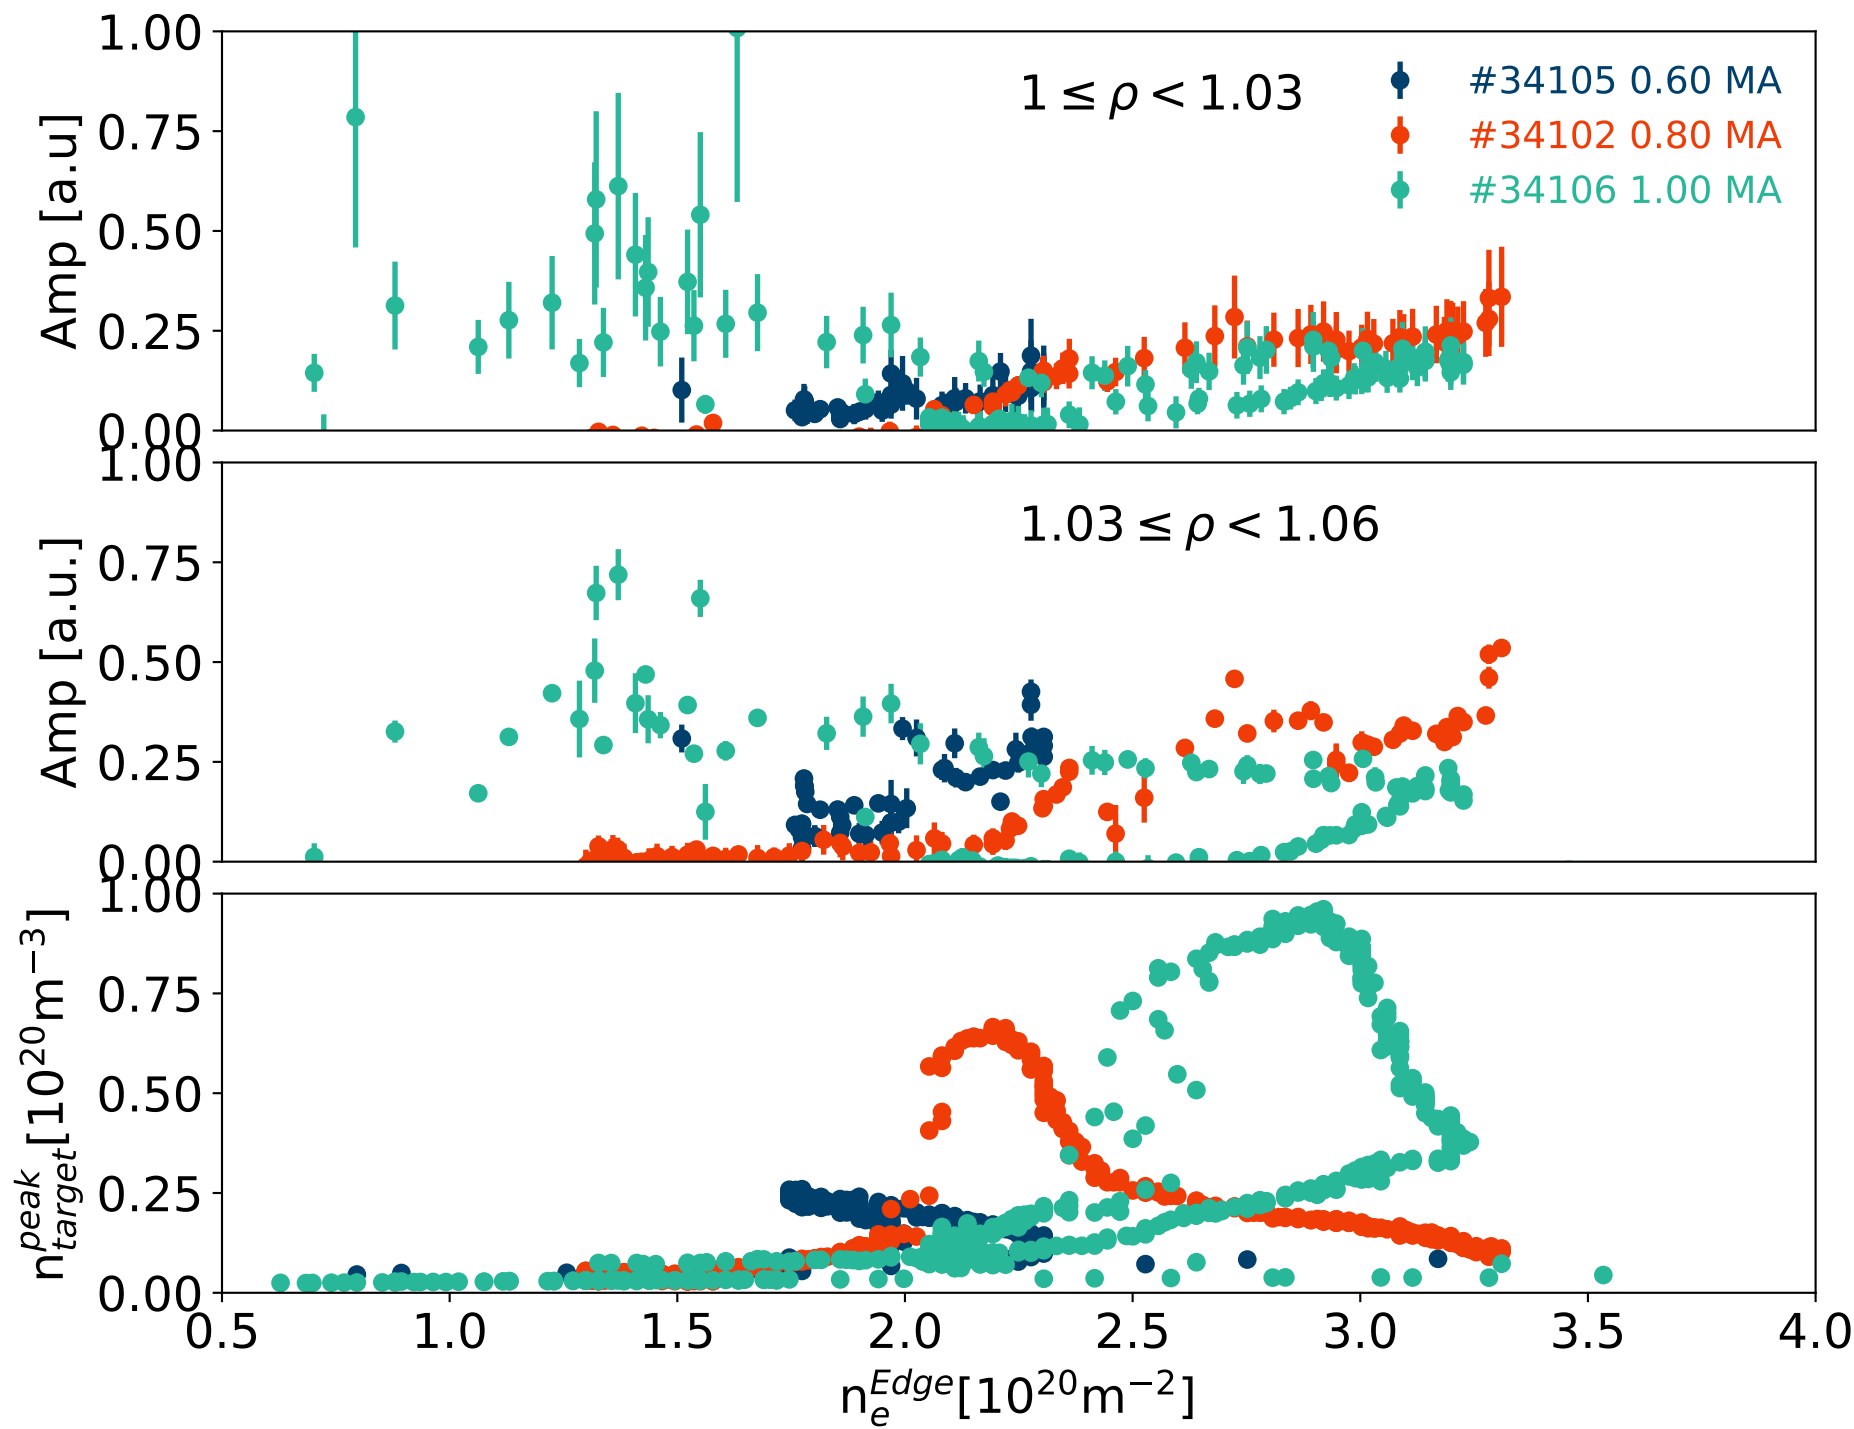 1.00
0.75
0.50
0.25
0.00
Amp [a.u]
1 ≤ ρ < 1.03
#34105 0.60 MA
#34102 0.80 MA
#34106 1.00 MA
1.00
0.75
0.50
0.25
0.00
Amp [a.u.]
1.03 ≤ ρ < 1.06
1.00
0.75
0.50
0.25
0.00
n_{target}^{peak}[10^{20}m^{-3}]
0.5 1.0 1.5 2.0 2.5 3.0 3.5 4.0
n_{e}^{Edge}[10^{20}m^{-2}]